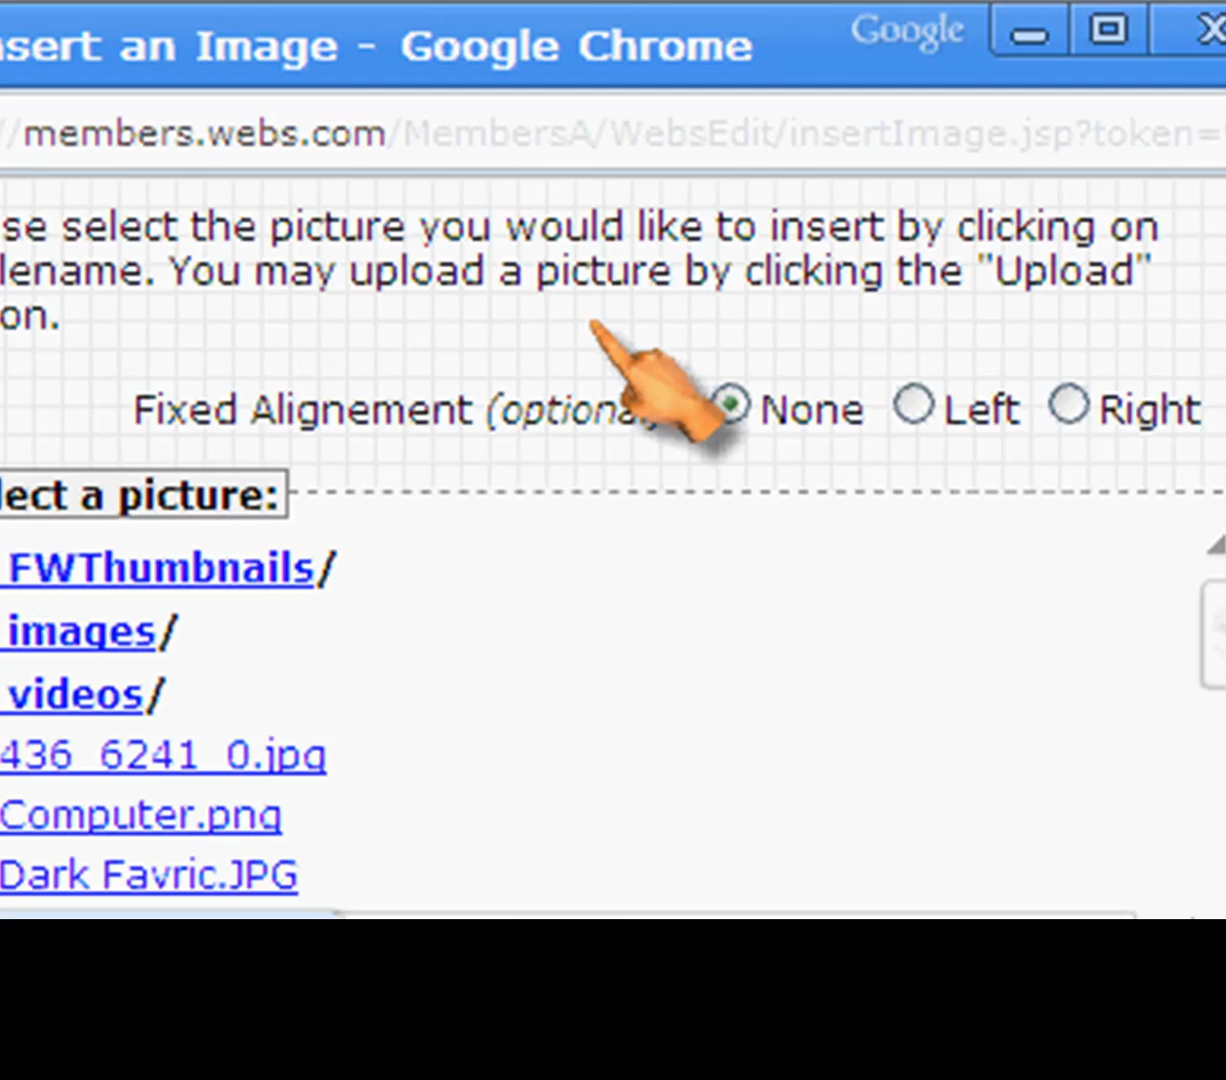 sert an Image - Google Chrome
Google
//members.webs.com/MembersA/WebsEdit/insertImage.jsp?token=
se select the picture you would like to insert by clicking on
lename. You may upload a picture by clicking the "Upload"
on.
Fixed Alignement (optional) None Left Right
lect a picture:
FWThumbnails/
images/
videos/
436_6241_0.jpg
Computer.png
Dark Favric.JPG